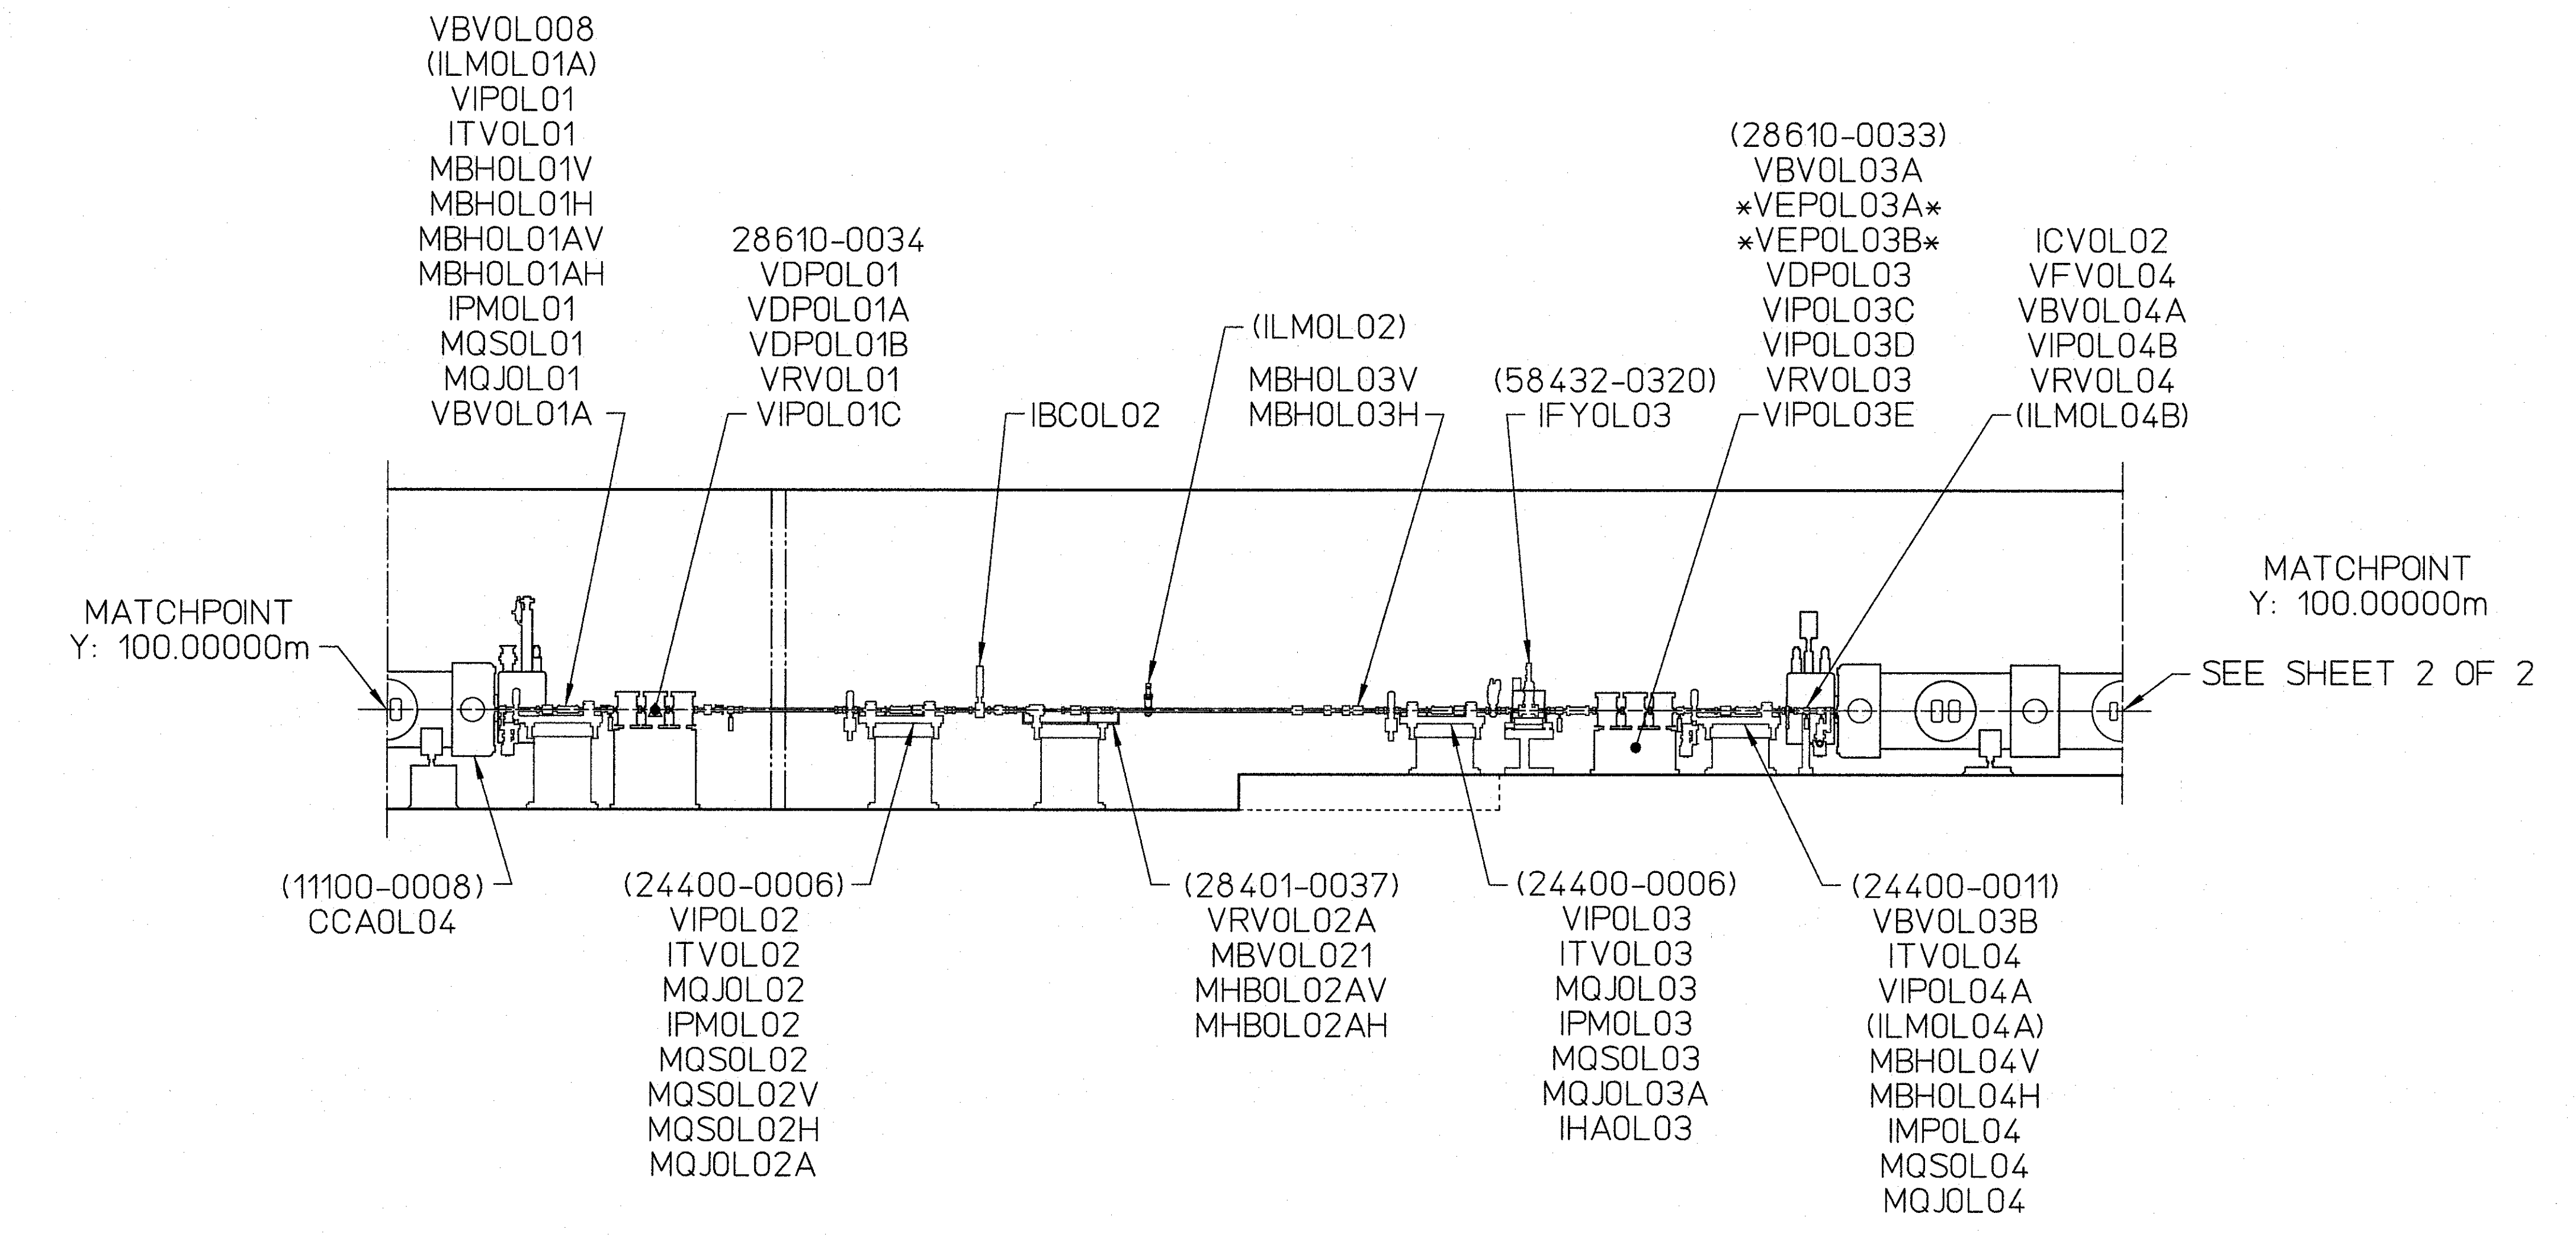 VBV0L008
(ILM0L01A)
VIP0L01
ITV0L01
MBH0L01V
MBH0L01H
MBH0L01AV
MBH0L01AH
IPM0L01
MQS0L01
MQJ0L01
VBV0L01A
28610-0034
VDP0L01
VDP0L01A
VDP0L01B
VRV0L01
VIP0L01C
IBC0L02
(ILM0L02)
MBH0L03V
MBH0L03H
(58432-0320)
IFY0L03
(28610-0033)
VBV0L03A
*VEP0L03A*
*VEP0L03B*
VDP0L03
VIP0L03C
VIP0L03D
VRV0L03
VIP0L03E
ICV0L02
VFV0L04
VBV0L04A
VIP0L04B
VRV0L04
(ILM0L04B)
MATCHPOINT
Y: 100.00000m
MATCHPOINT
Y: 100.00000m
SEE SHEET 2 OF 2
(11100-0008)
CCA0L04
(24400-0006)
VIP0L02
ITV0L02
MQJ0L02
IPM0L02
MQS0L02
MQS0L02V
MQS0L02H
MQJ0L02A
(28401-0037)
VRV0L02A
MBV0L021
MHB0L02AV
MHB0L02AH
(24400-0006)
VIP0L03
ITV0L03
MQJ0L03
IPM0L03
MQS0L03
MQJ0L03A
IHA0L03
(24400-0011)
VBV0L03B
ITV0L04
VIP0L04A
(ILM0L04A)
MBH0L04V
MBH0L04H
IMP0L04
MQS0L04
MQJ0L04